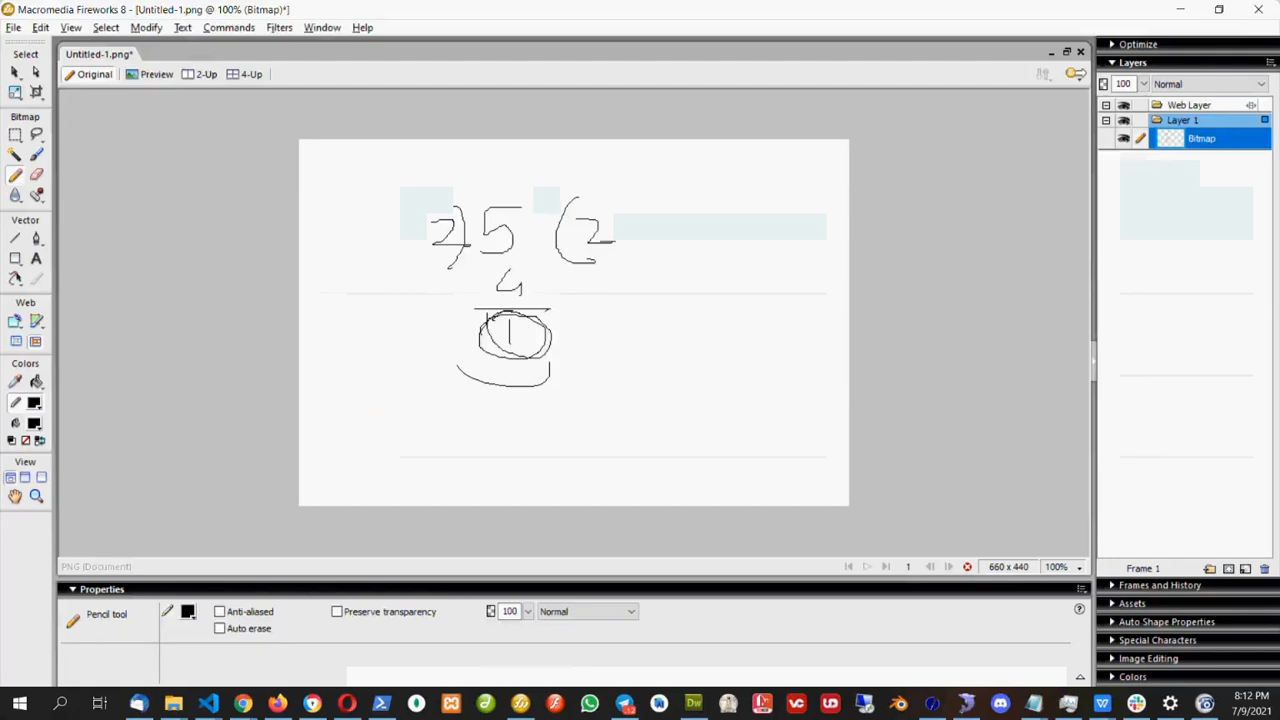 Macromedia Fireworks 8 - [Untitled-1.png @ 100% (Bitmap)*]
File Edit View Select Modify Text Commands Filters Window Help
Select
Untitled-1.png*
Original Preview 2-Up 4-Up
Bitmap
Vector
Web
Colors
View
2) 5 (2
4
1
PNG (Document)
1 660 x 440 100%
Properties
Pencil tool
Anti-aliased Preserve transparency 100 Normal
Auto erase
Optimize
Layers
100 Normal
Web Layer
Layer 1
Bitmap
Frame 1
Frames and History
Assets
Auto Shape Properties
Special Characters
Image Editing
Colors
8:12 PM
7/9/2021